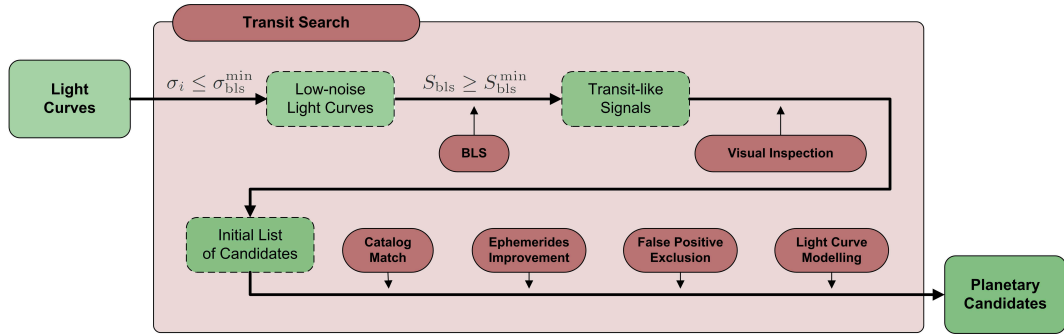 Transit Search
Light
Curves
σ_i ≤ σ_bls^min
Low-noise
Light Curves
S_bls ≥ S_bls^min
Transit-like
Signals
BLS
Visual Inspection
Initial List
of Candidates
Catalog
Match
Ephemerides
Improvement
False Positive
Exclusion
Light Curve
Modelling
Planetary
Candidates